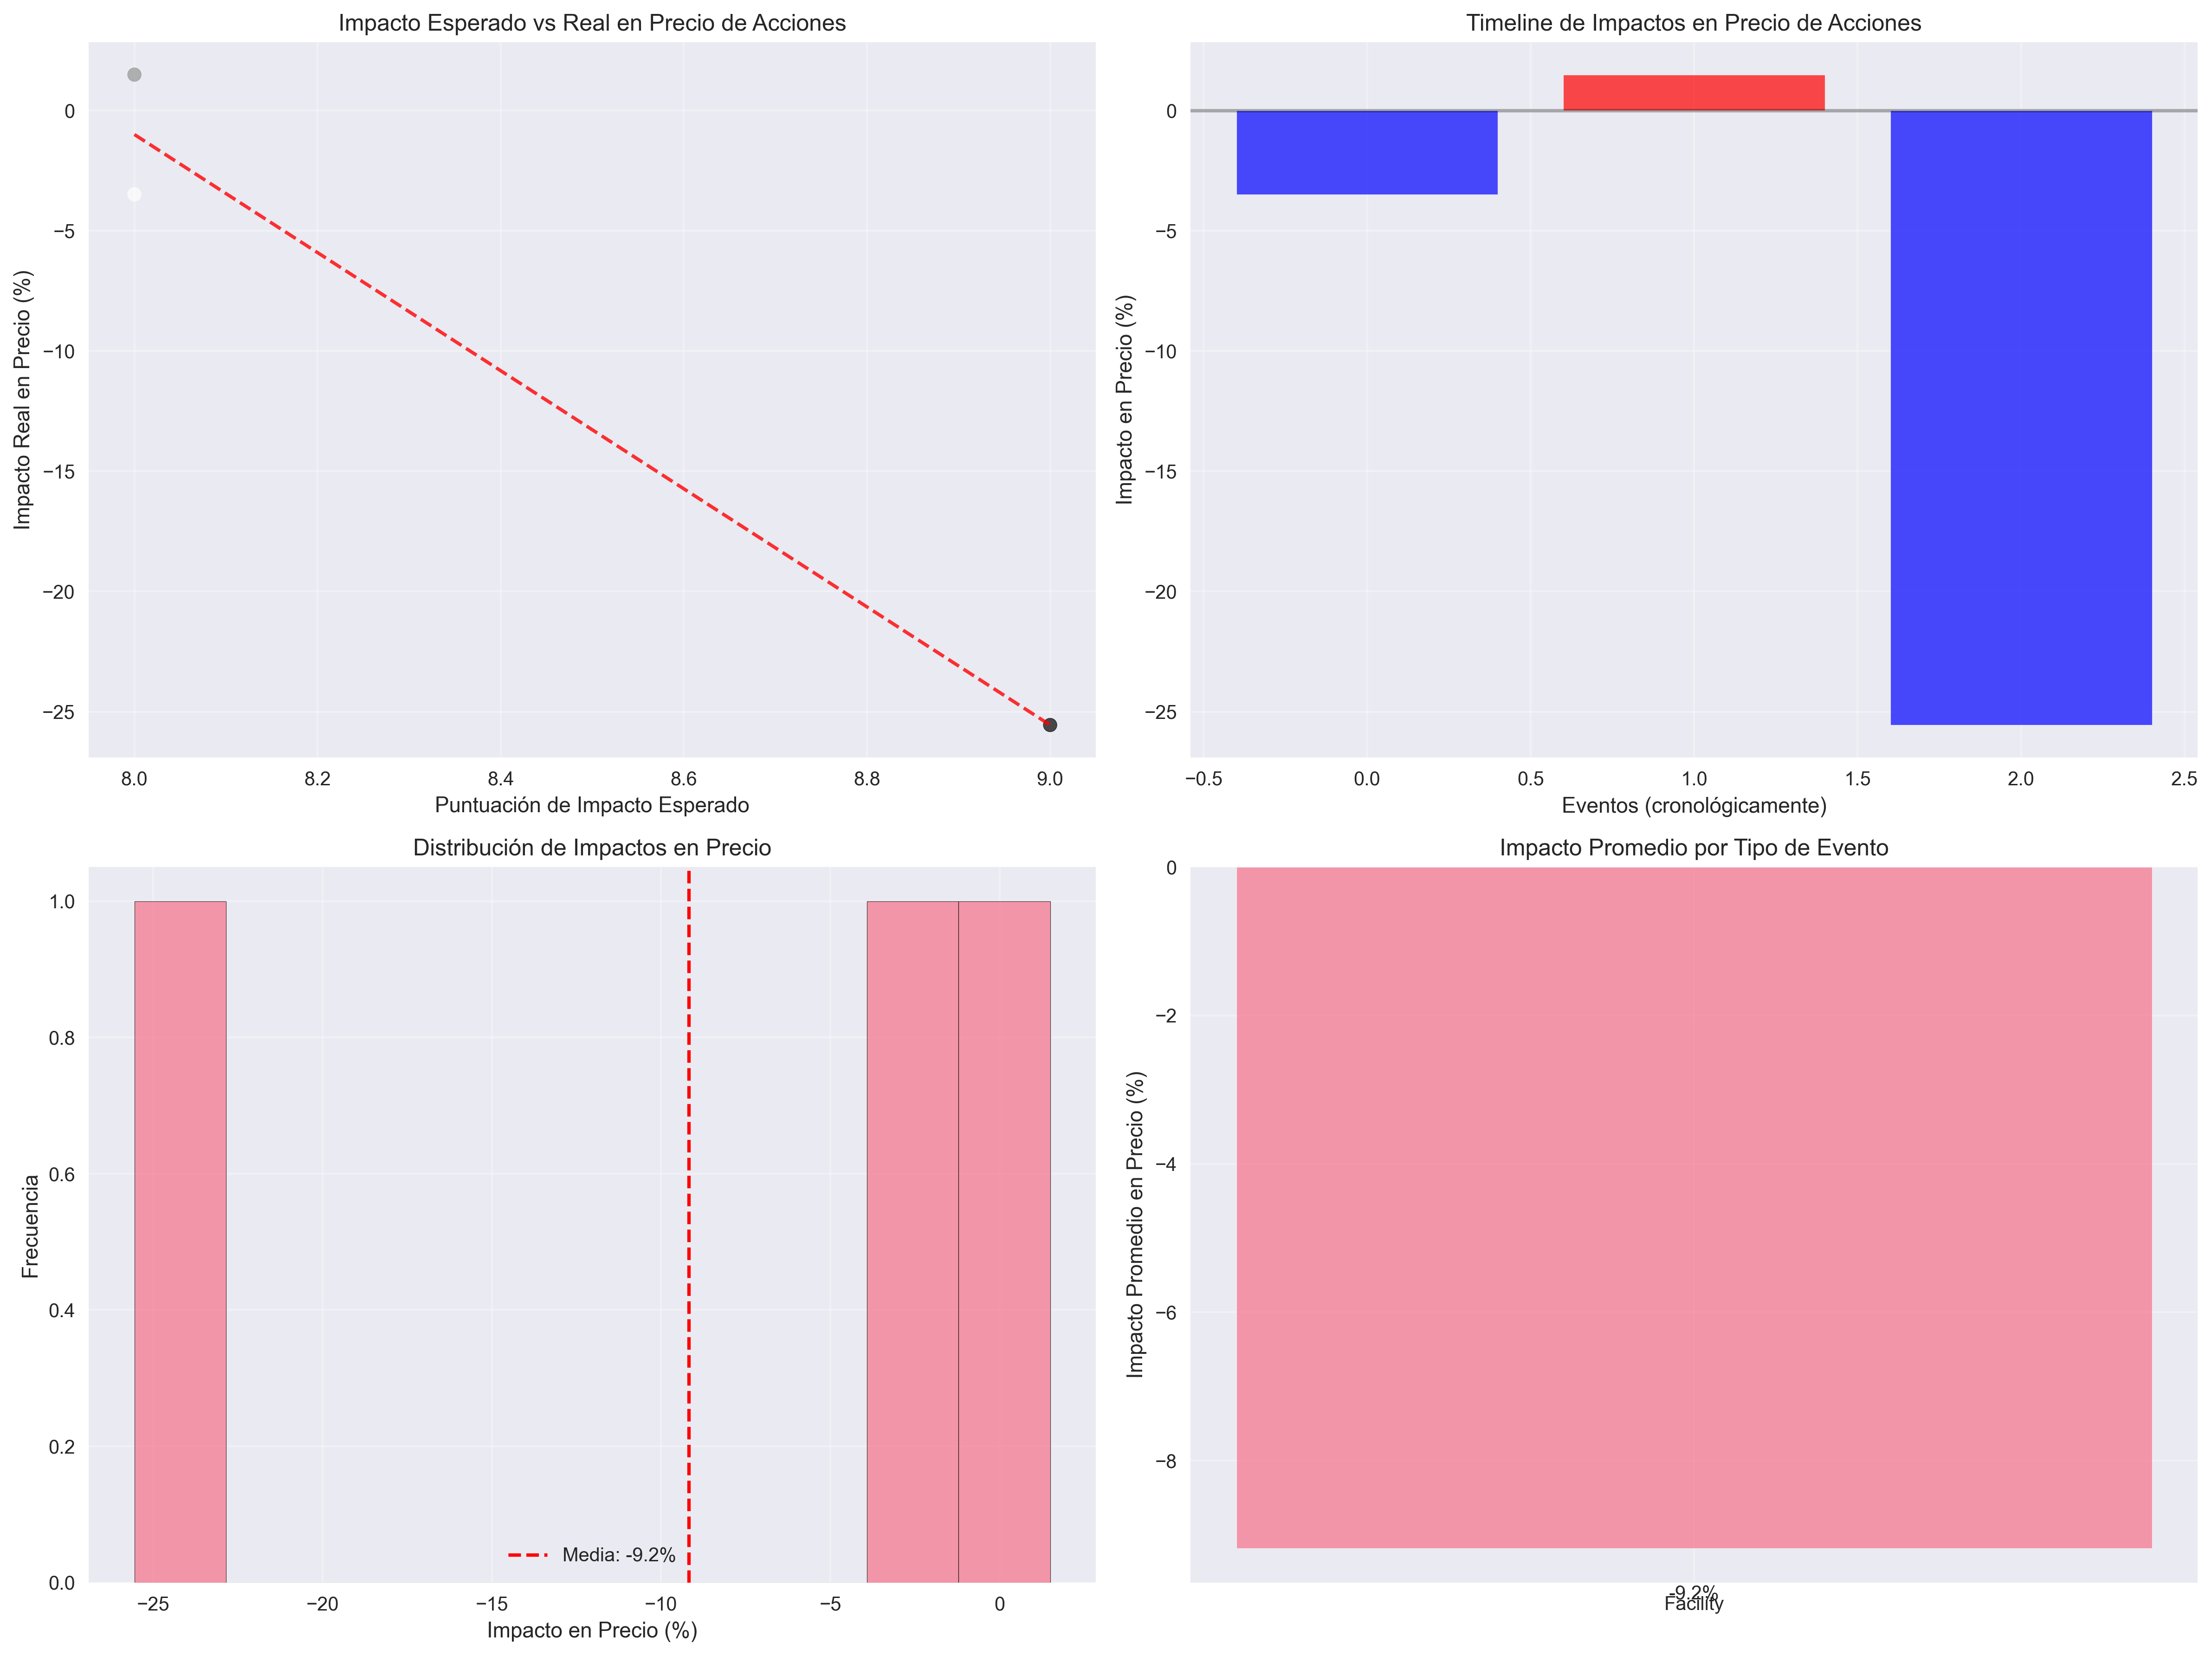 Impacto Esperado vs Real en Precio de Acciones
Impacto Real en Precio (%)
0
−5
−10
−15
−20
−25
8.0 8.2 8.4 8.6 8.8 9.0
Puntuación de Impacto Esperado
Timeline de Impactos en Precio de Acciones
Impacto en Precio (%)
0
−5
−10
−15
−20
−25
−0.5 0.0 0.5 1.0 1.5 2.0 2.5
Eventos (cronológicamente)
Distribución de Impactos en Precio
Frecuencia
1.0
0.8
0.6
0.4
0.2
0.0
Media: -9.2%
−25 −20 −15 −10 −5 0
Impacto en Precio (%)
Impacto Promedio por Tipo de Evento
Impacto Promedio en Precio (%)
0
−2
−4
−6
−8
-9.2%
Facility